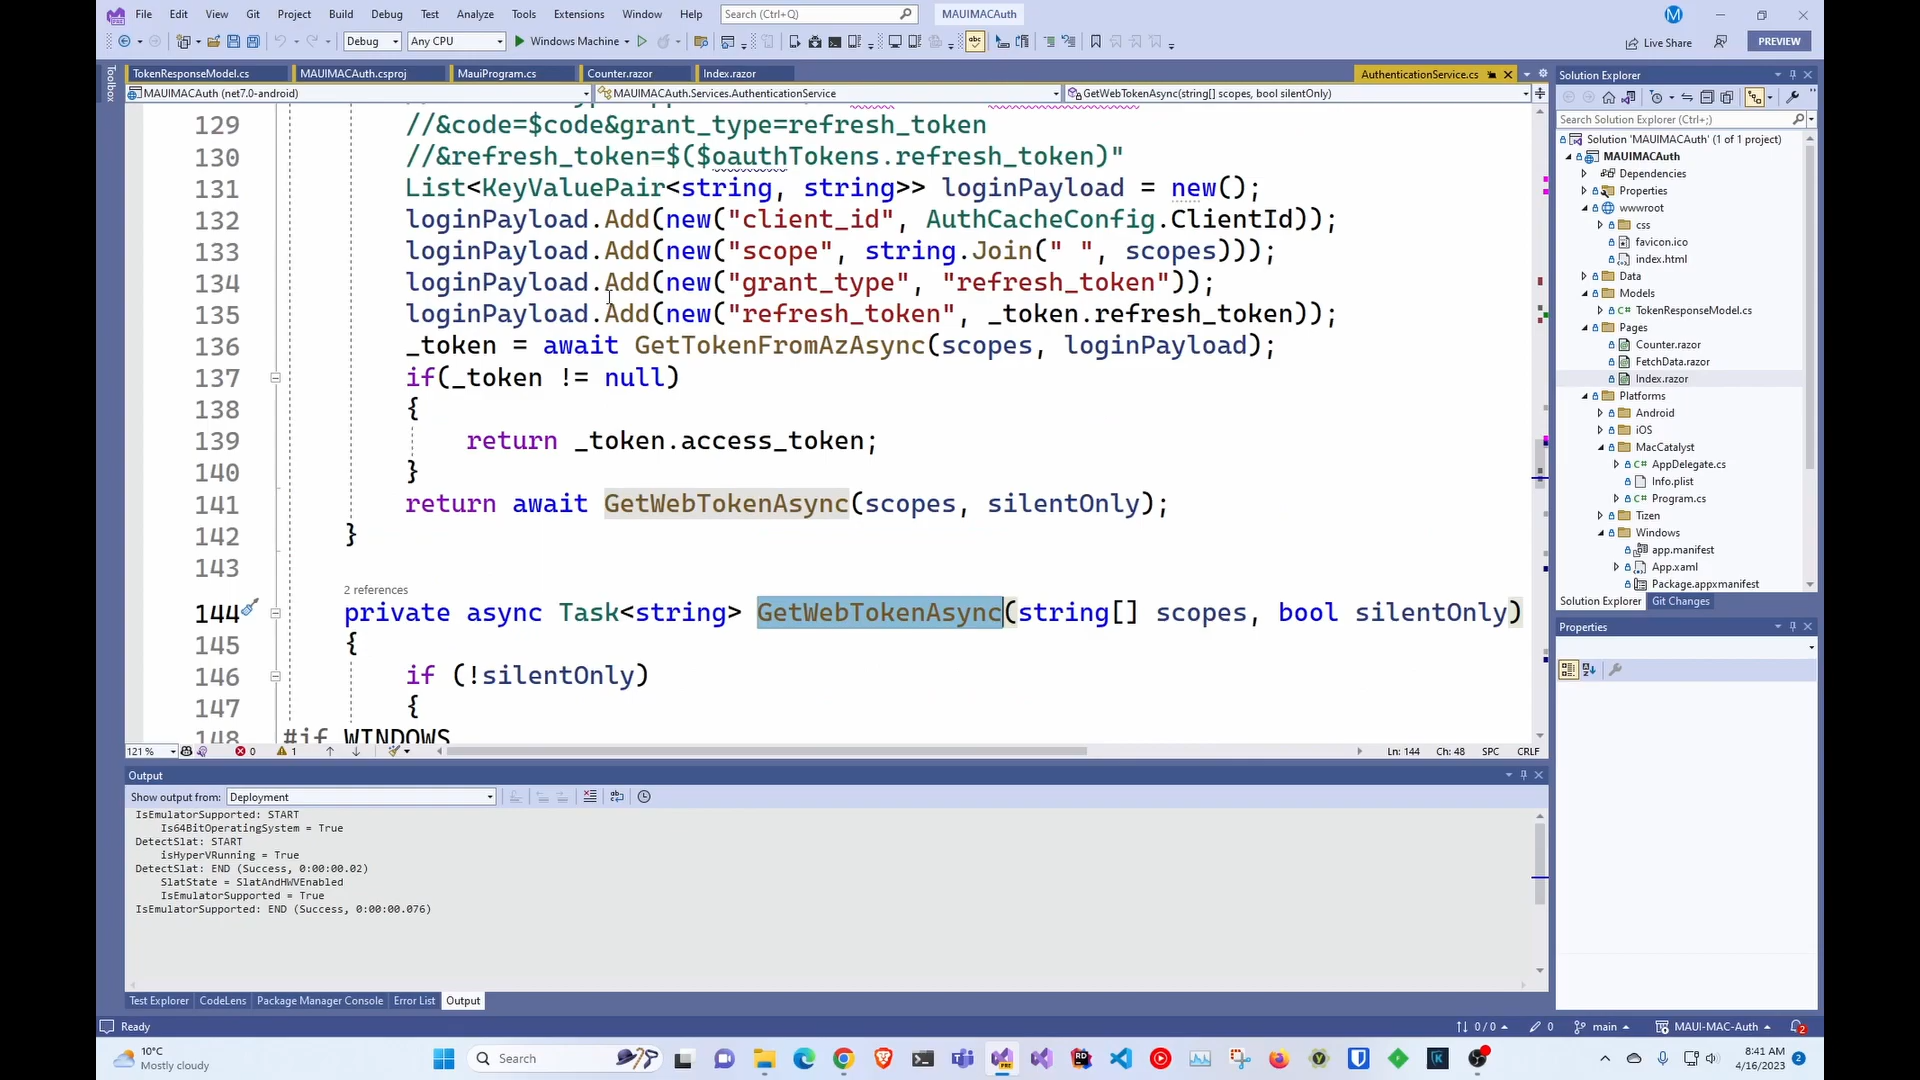 File Edit View Git Project Build Debug Test Analyze Tools Extensions Window Help Search (Ctrl+Q) MAUIMACAuth M
Debug Any CPU Windows Machine Live Share PREVIEW
Toolbox
TokenResponseModel.cs MAUIMACAuth.csproj MauiProgram.cs Counter.razor Index.razor AuthenticationService.cs
MAUIMACAuth (net7.0-android) MAUIMACAuth.Services.AuthenticationService GetWebTokenAsync(string[] scopes, bool silentOnly)
129 //&code=$code&grant_type=refresh_token
130 //&refresh_token=$($oauthTokens.refresh_token)"
131 List<KeyValuePair<string, string>> loginPayload = new();
132 loginPayload.Add(new("client_id", AuthCacheConfig.ClientId));
133 loginPayload.Add(new("scope", string.Join(" ", scopes)));
134 loginPayload.Add(new("grant_type", "refresh_token"));
135 loginPayload.Add(new("refresh_token", _token.refresh_token));
136 _token = await GetTokenFromAzAsync(scopes, loginPayload);
137 if(_token != null)
138 {
139 return _token.access_token;
140 }
141 return await GetWebTokenAsync(scopes, silentOnly);
142 }
143
2 references
144 private async Task<string> GetWebTokenAsync(string[] scopes, bool silentOnly)
145 {
146 if (!silentOnly)
147 {
148 #if WINDOWS
121 % 0 1 Ln: 144 Ch: 48 SPC CRLF
Output
Show output from: Deployment
IsEmulatorSupported: START
Is64BitOperatingSystem = True
DetectSlat: START
isHyperVRunning = True
DetectSlat: END (Success, 0:00:00.02)
SlatState = SlatAndHWVEnabled
IsEmulatorSupported = True
IsEmulatorSupported: END (Success, 0:00:00.076)
Test Explorer CodeLens Package Manager Console Error List Output
Solution Explorer
Search Solution Explorer (Ctrl+;)
Solution 'MAUIMACAuth' (1 of 1 project)
MAUIMACAuth
Dependencies
Properties
wwwroot
css
favicon.ico
index.html
Data
Models
C# TokenResponseModel.cs
Pages
Counter.razor
FetchData.razor
Index.razor
Platforms
Android
iOS
MacCatalyst
C# AppDelegate.cs
Info.plist
C# Program.cs
Tizen
Windows
app.manifest
App.xaml
Package.appxmanifest
Solution Explorer Git Changes
Properties
Ready 0 / 0 0 main MAUI-MAC-Auth 2
10°C
Mostly cloudy
Search
8:41 AM
4/16/2023
2